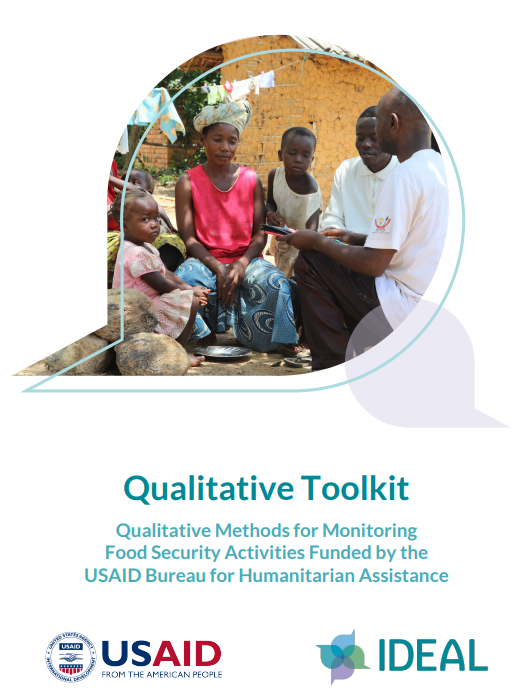 Qualitative Toolkit
Qualitative Methods for Monitoring
Food Security Activities Funded by the
USAID Bureau for Humanitarian Assistance
UNITED STATES AGENCY
USAID
INTERNATIONAL DEVELOPMENT
USAID
FROM THE AMERICAN PEOPLE
IDEAL